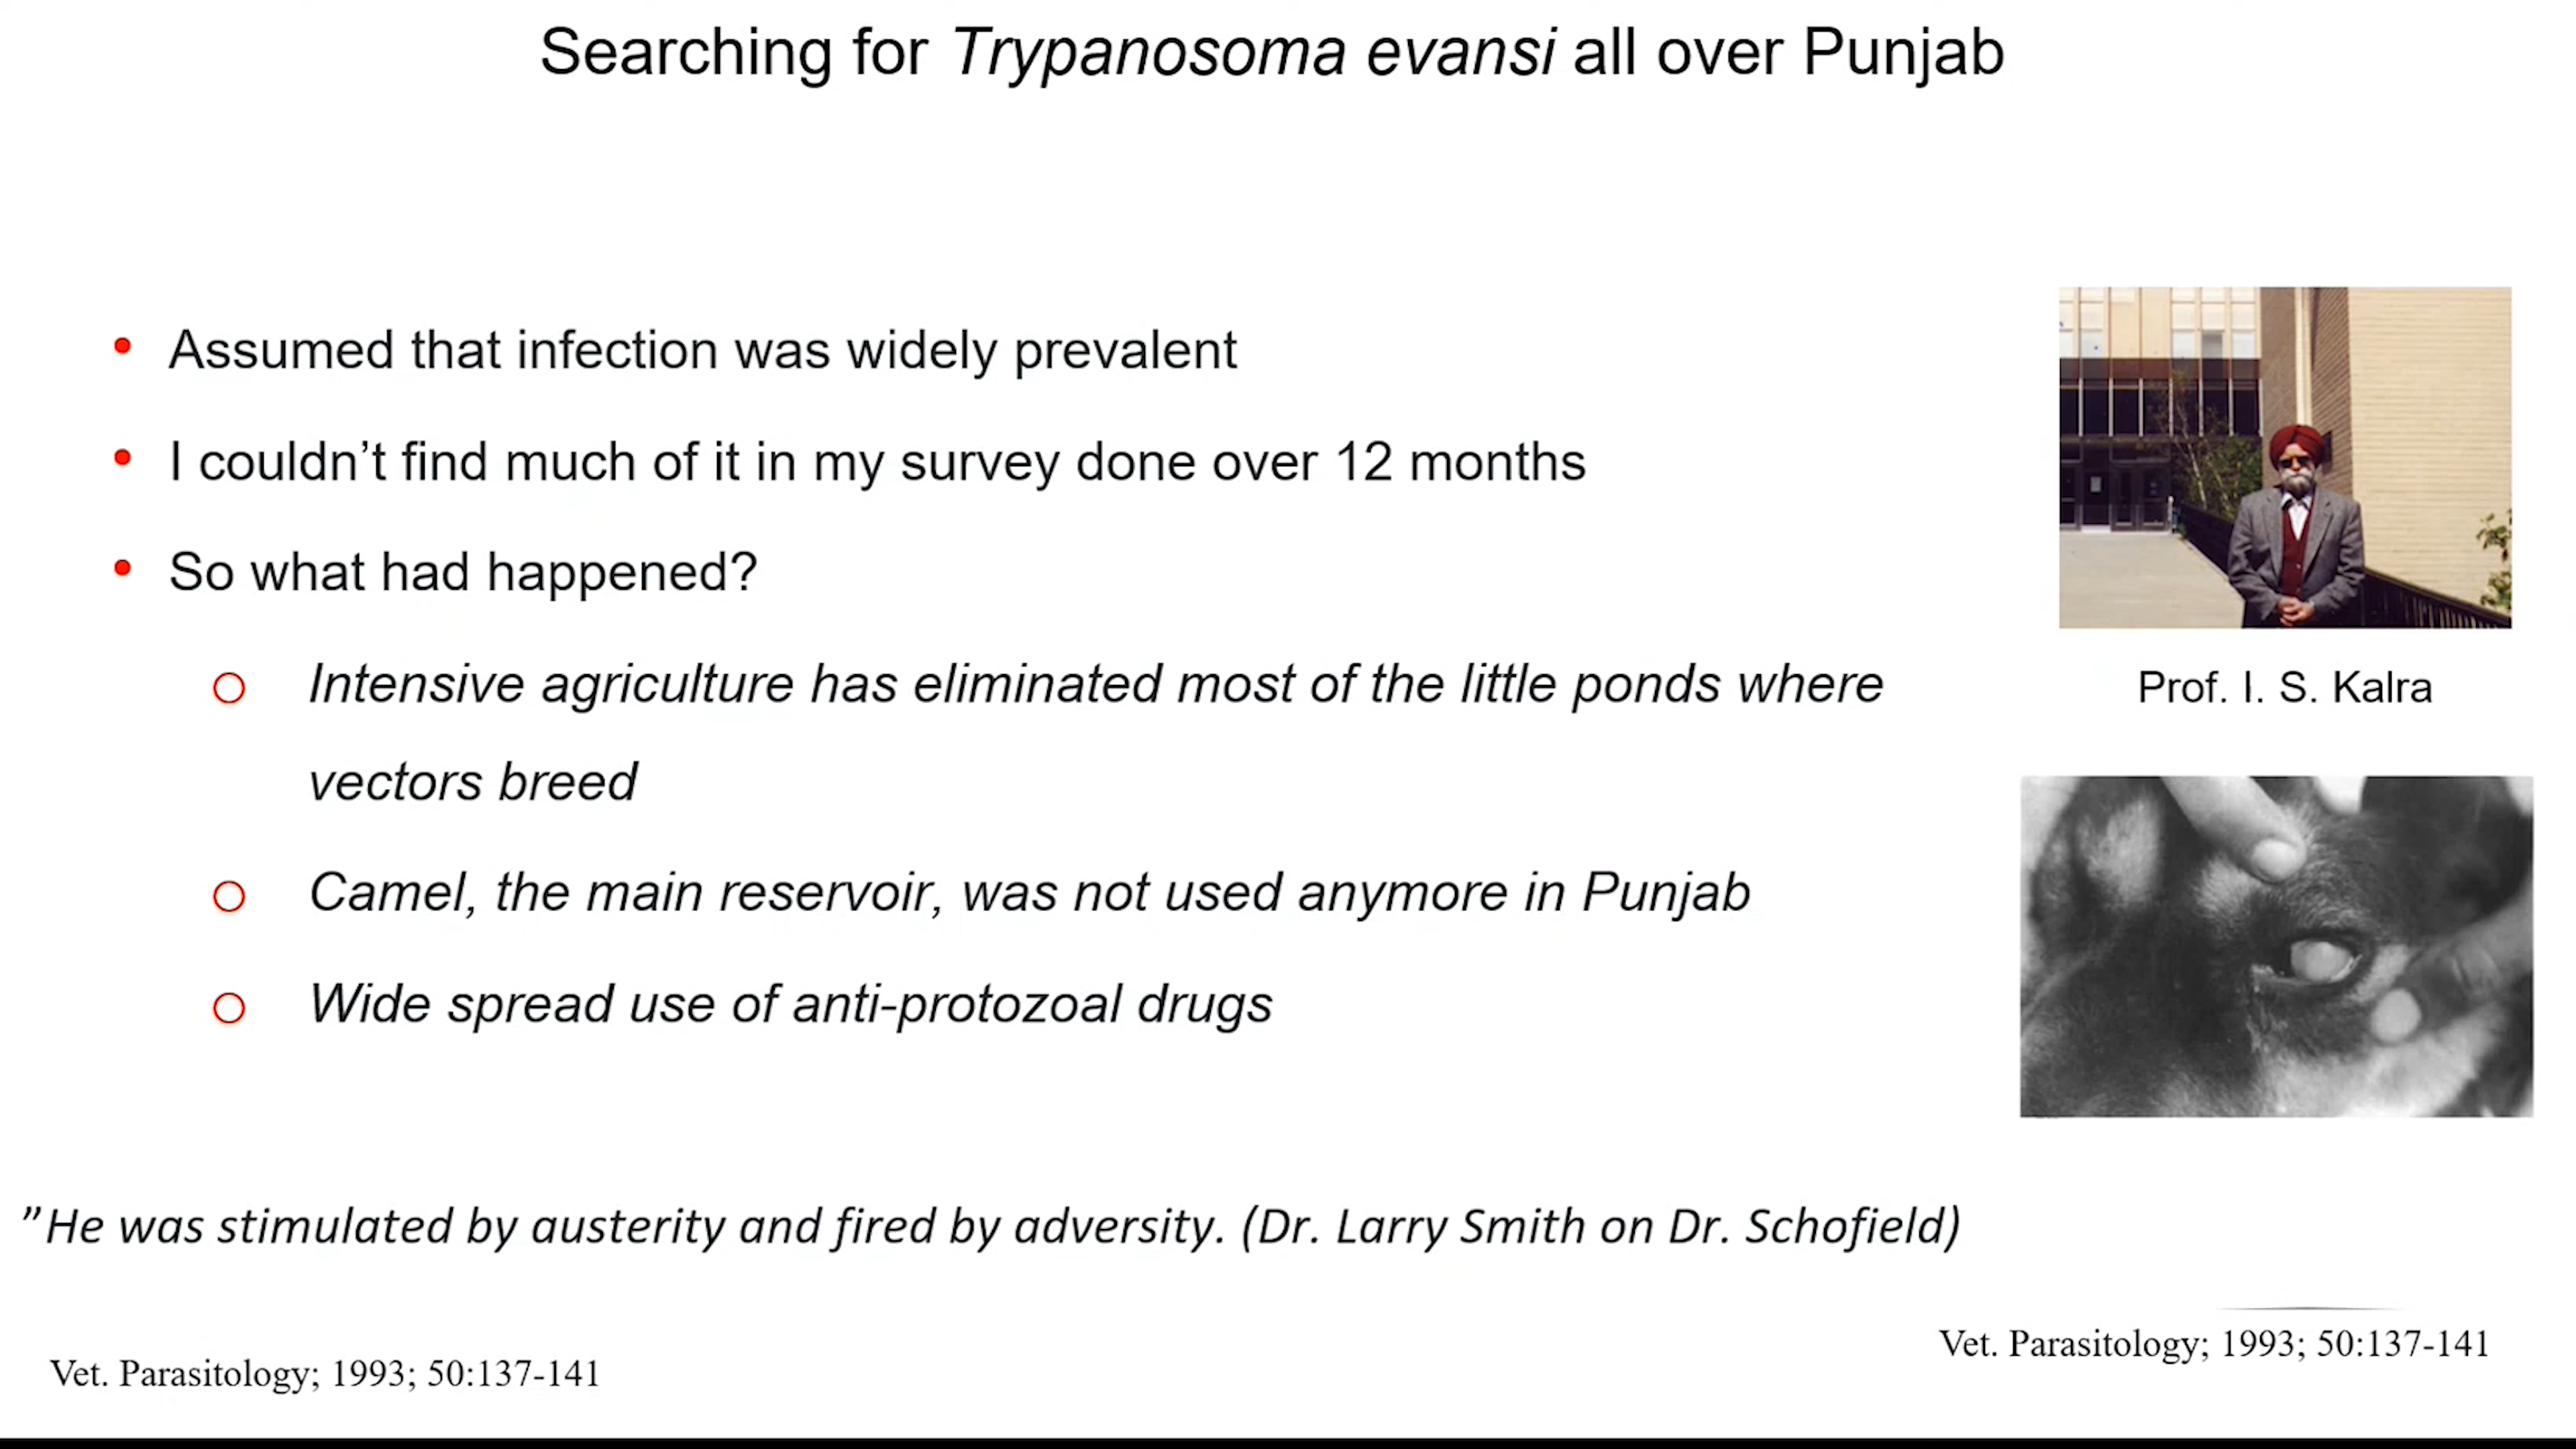 Searching for Trypanosoma evansi all over Punjab
• Assumed that infection was widely prevalent
• I couldn’t find much of it in my survey done over 12 months
• So what had happened?
o Intensive agriculture has eliminated most of the little ponds where
vectors breed
o Camel, the main reservoir, was not used anymore in Punjab
o Wide spread use of anti-protozoal drugs
Prof. I. S. Kalra
”He was stimulated by austerity and fired by adversity. (Dr. Larry Smith on Dr. Schofield)
Vet. Parasitology; 1993; 50:137-141
Vet. Parasitology; 1993; 50:137-141